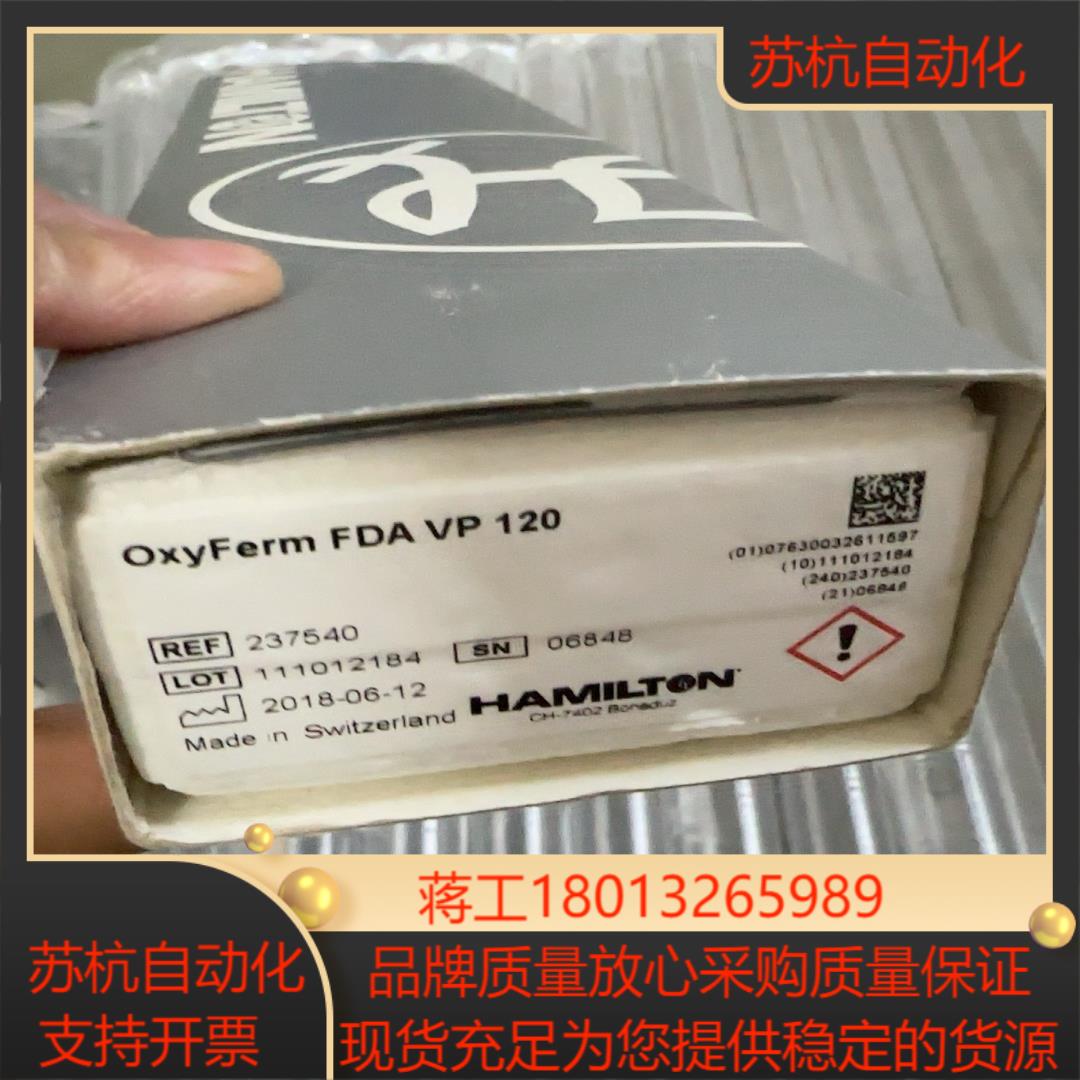 苏杭自动化
HAMILTON
OxyFerm FDA VP 120
(01)07630032611597
(10)111012184
(240)237540
(21)06848
REF 237540
LOT 111012184 SN 06848
2018-06-12
HAMILTON
Made in Switzerland
CH-7402 Bonaduz
蒋工18013265989
苏杭自动化
支持开票
品牌质量放心采购质量保证
现货充足为您提供稳定的货源